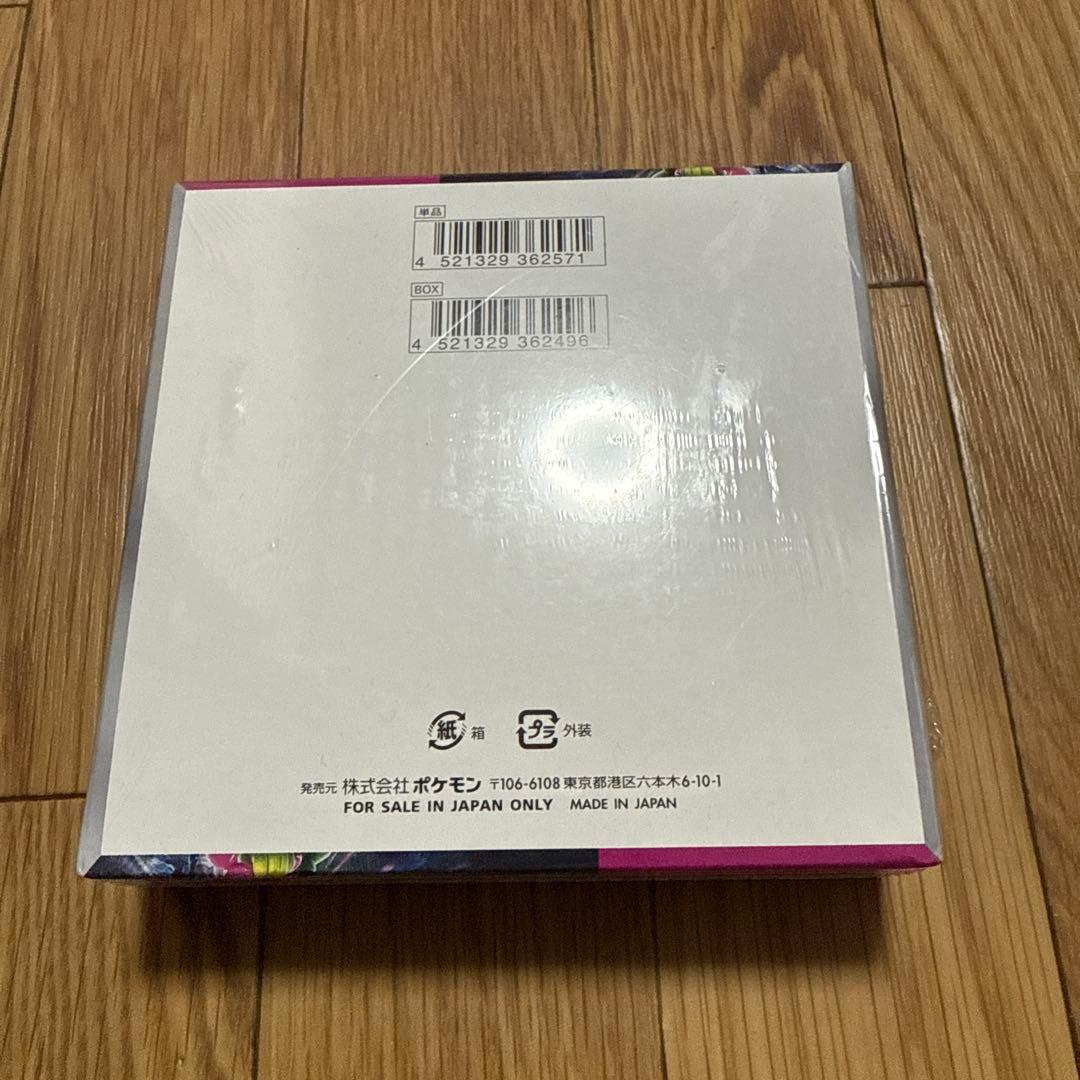 単品
4 521329 362571
BOX
4 521329 362496
紙 箱 プラ 外装
発売元 株式会社 ポケモン 〒106-6108 東京都港区六本木6-10-1
FOR SALE IN JAPAN ONLY MADE IN JAPAN